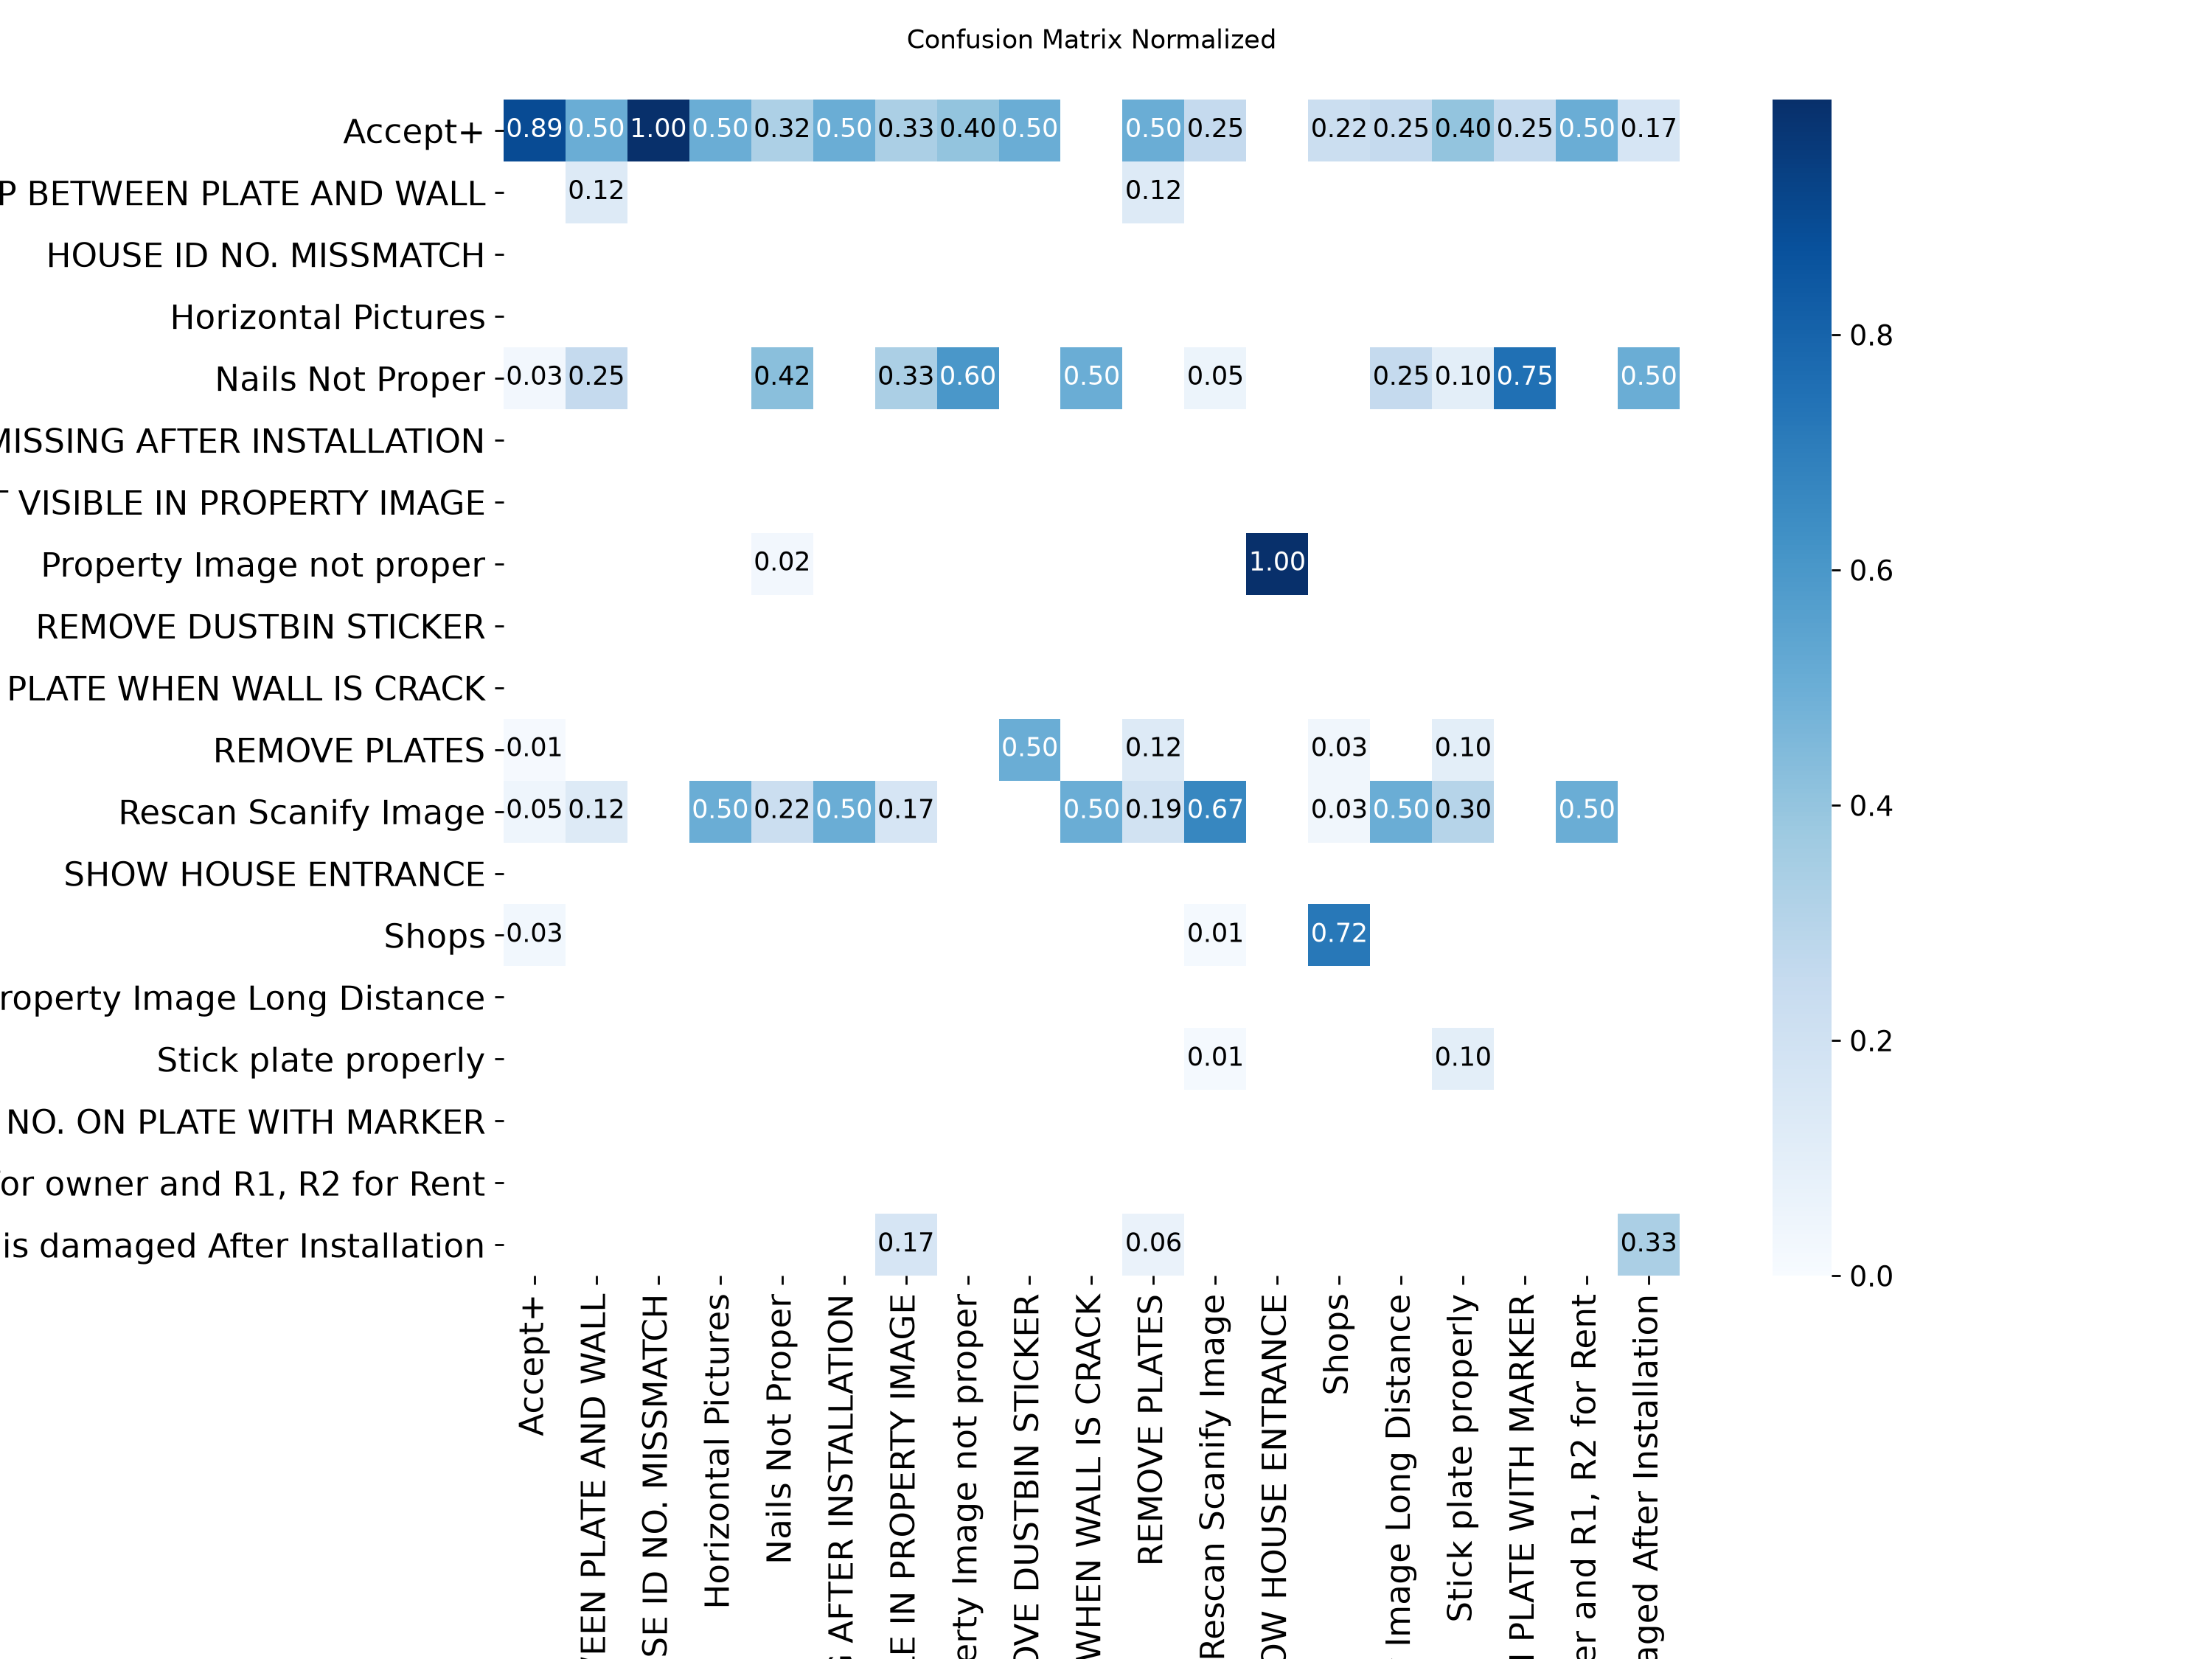 Confusion Matrix Normalized
Accept+ 0.89 0.50 1.00 0.50 0.32 0.50 0.33 0.40 0.50 0.50 0.25 0.22 0.25 0.40 0.25 0.50 0.17
P BETWEEN PLATE AND WALL 0.12 0.12
HOUSE ID NO. MISSMATCH
Horizontal Pictures
0.8
Nails Not Proper 0.03 0.25 0.42 0.33 0.60 0.50 0.05 0.25 0.10 0.75 0.50
MISSING AFTER INSTALLATION
VISIBLE IN PROPERTY IMAGE
Property Image not proper 0.02 1.00
0.6
REMOVE DUSTBIN STICKER
PLATE WHEN WALL IS CRACK
REMOVE PLATES 0.01 0.50 0.12 0.03 0.10
0.4
Rescan Scanify Image 0.05 0.12 0.50 0.22 0.50 0.17 0.50 0.19 0.67 0.03 0.50 0.30 0.50
SHOW HOUSE ENTRANCE
Shops 0.03 0.01 0.72
roperty Image Long Distance
0.2
Stick plate properly 0.01 0.10
NO. ON PLATE WITH MARKER
or owner and R1, R2 for Rent
is damaged After Installation 0.17 0.06 0.33
0.0
Accept+
EEN PLATE AND WALL
SE ID NO. MISSMATCH
Horizontal Pictures
Nails Not Proper
AFTER INSTALLATION
LE IN PROPERTY IMAGE
erty Image not proper
OVE DUSTBIN STICKER
WHEN WALL IS CRACK
REMOVE PLATES
Rescan Scanify Image
OW HOUSE ENTRANCE
Shops
Image Long Distance
Stick plate properly
PLATE WITH MARKER
er and R1, R2 for Rent
aged After Installation